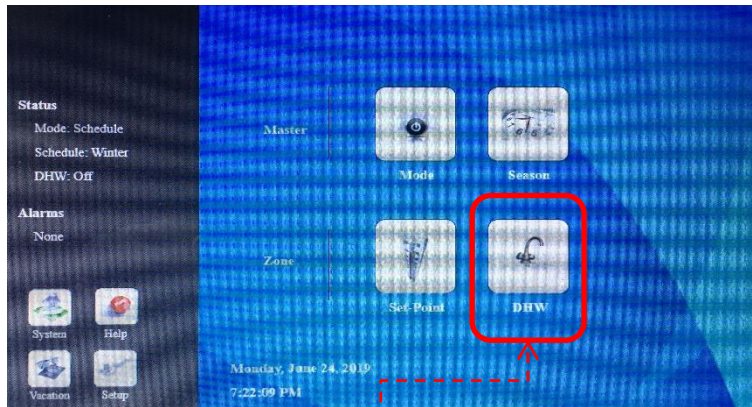 Status
Mode: Schedule
Schedule: Winter
DHW: Off
Alarms
None
System
Help
Vacation
Setup
Master
Mode
Season
Zone
Set-Point
DHW
Monday, June 24, 2019
7:22:09 PM